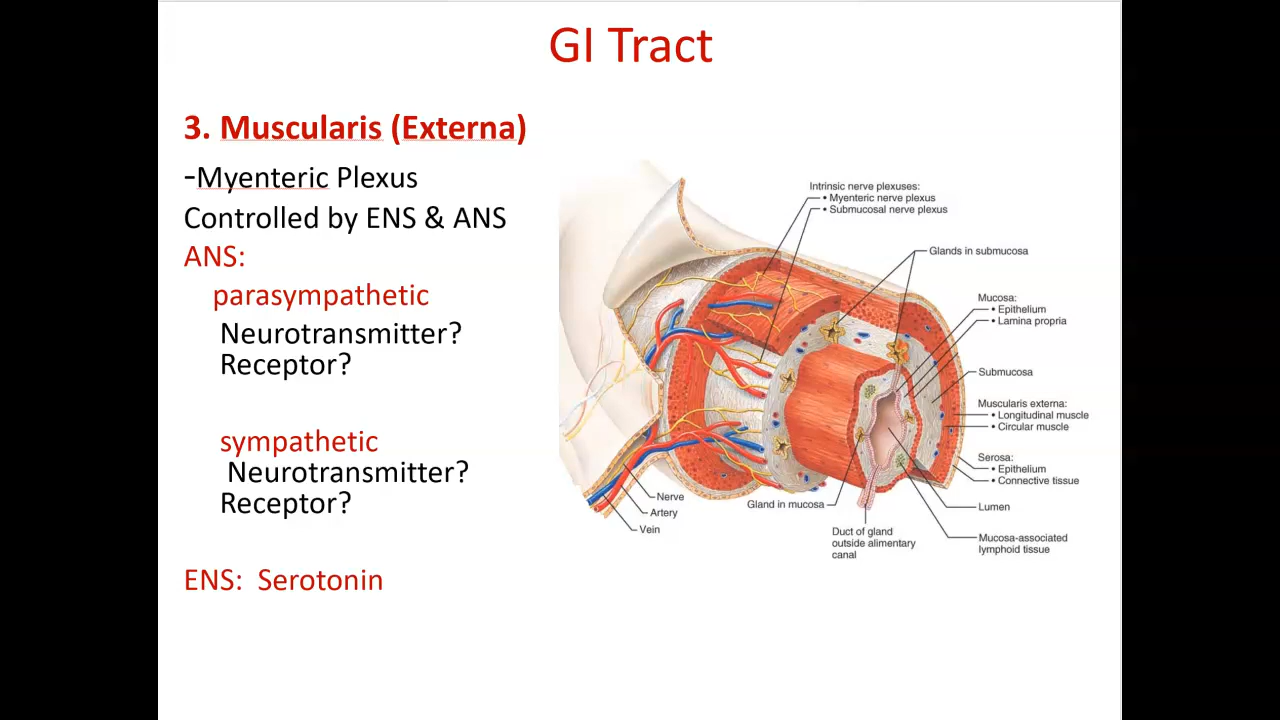 GI Tract
3. Muscularis (Externa)
-Myenteric Plexus
Controlled by ENS & ANS
ANS:
parasympathetic
Neurotransmitter?
Receptor?
sympathetic
Neurotransmitter?
Receptor?
ENS: Serotonin
Intrinsic nerve plexuses:
• Myenteric nerve plexus
• Submucosal nerve plexus
Glands in submucosa
Mucosa:
• Epithelium
• Lamina propria
Submucosa
Muscularis externa:
• Longitudinal muscle
• Circular muscle
Serosa:
• Epithelium
• Connective tissue
Nerve
Artery
Vein
Gland in mucosa
Lumen
Duct of gland
outside alimentary
canal
Mucosa-associated
lymphoid tissue